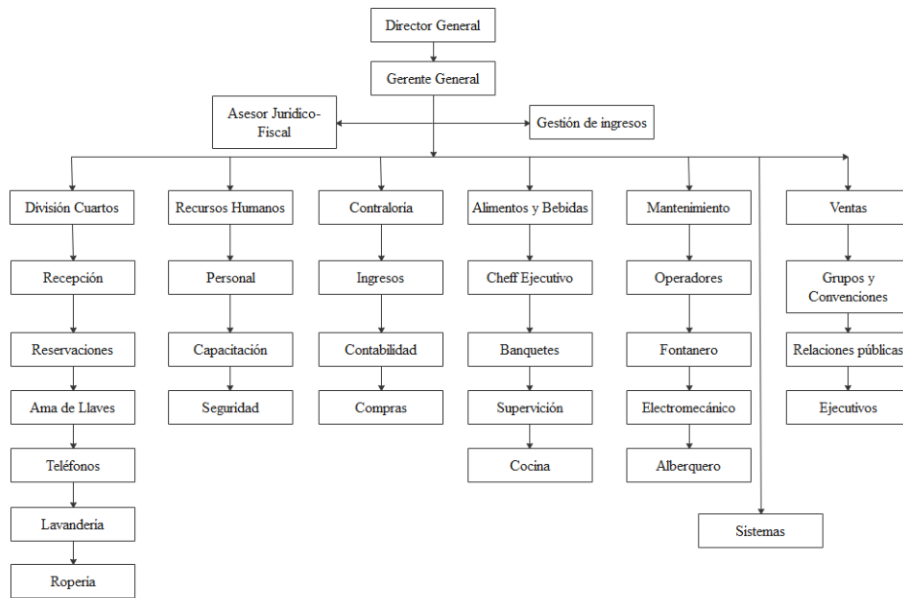 Director General
Gerente General
Asesor Jurídico-
Fiscal
Gestión de ingresos
División Cuartos
Recursos Humanos
Contraloría
Alimentos y Bebidas
Mantenimiento
Ventas
Recepción
Personal
Ingresos
Cheff Ejecutivo
Operadores
Grupos y
Convenciones
Reservaciones
Capacitación
Contabilidad
Banquetes
Fontanero
Relaciones públicas
Ama de Llaves
Seguridad
Compras
Supervición
Electromecánico
Ejecutivos
Teléfonos
Cocina
Alberquero
Lavandería
Sistemas
Ropería